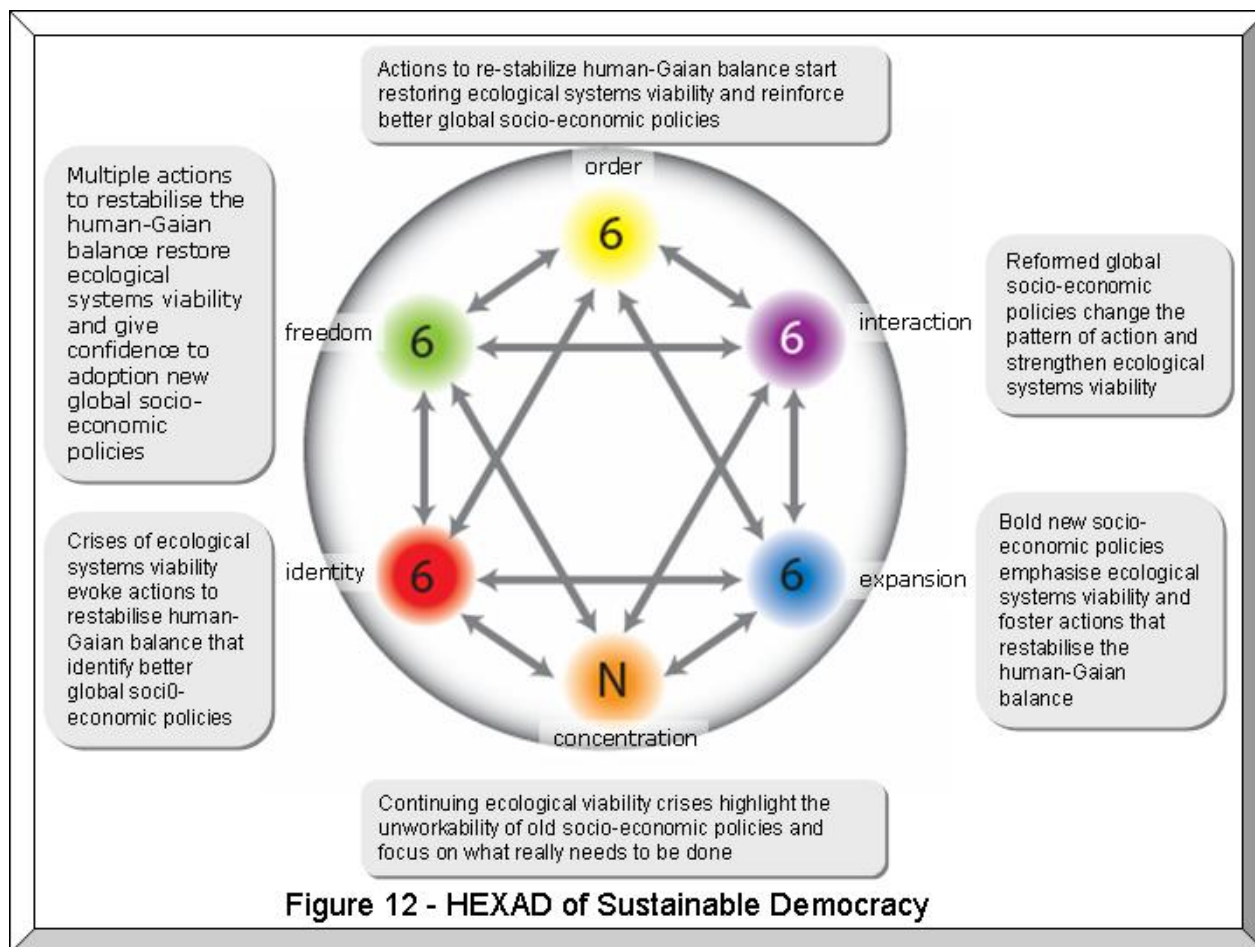 Actions to re-stabilize human-Gaian balance start
restoring ecological systems viability and reinforce
better global socio-economic policies
order
6
Multiple actions
to restabilise the
human-Gaian
balance restore
ecological
systems viability
and give
confidence to
adoption new
global socio-
economic
policies
freedom
6
6
interaction
Reformed global
socio-economic
policies change the
pattern of action and
strengthen ecological
systems viability
Crises of ecological
systems viability
evoke actions to
restabilise human-
Gaian balance that
identify better
global soci0-
economic policies
identity
6
6
expansion
Bold new socio-
economic policies
emphasise ecological
systems viability and
foster actions that
restabilise the
human-Gaian
balance
N
concentration
Continuing ecological viability crises highlight the
unworkability of old socio-economic policies and
focus on what really needs to be done
Figure 12 - HEXAD of Sustainable Democracy